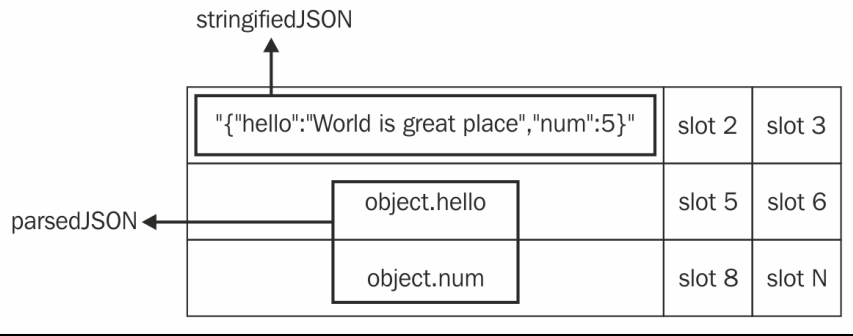 stringifiedJSON
"{"hello":"World is great place","num":5}" slot 2 slot 3
object.hello slot 5 slot 6
parsedJSON
object.num slot 8 slot N